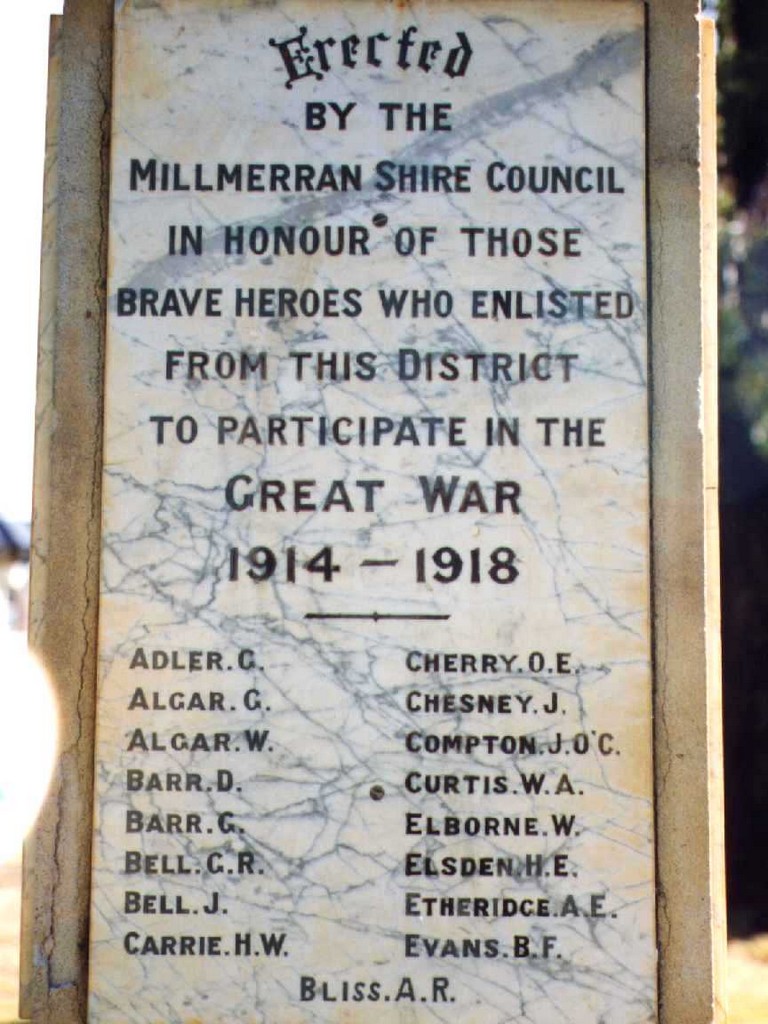 Erected
BY THE
MILLMERRAN SHIRE COUNCIL
IN HONOUR OF THOSE
BRAVE HEROES WHO ENLISTED
FROM THIS DISTRICT
TO PARTICIPATE IN THE
GREAT WAR
1914 – 1918
ADLER. G.
ALGAR. G.
ALGAR. W.
BARR. D.
BARR. G.
BELL. G. R.
BELL. J.
CARRIE. H. W.
CHERRY. O. E.
CHESNEY. J.
COMPTON. J. O'C.
CURTIS. W. A.
ELBORNE. W.
ELSDEN. H. E.
ETHERIDGE. A. E.
EVANS. B. F.
BLISS. A. R.